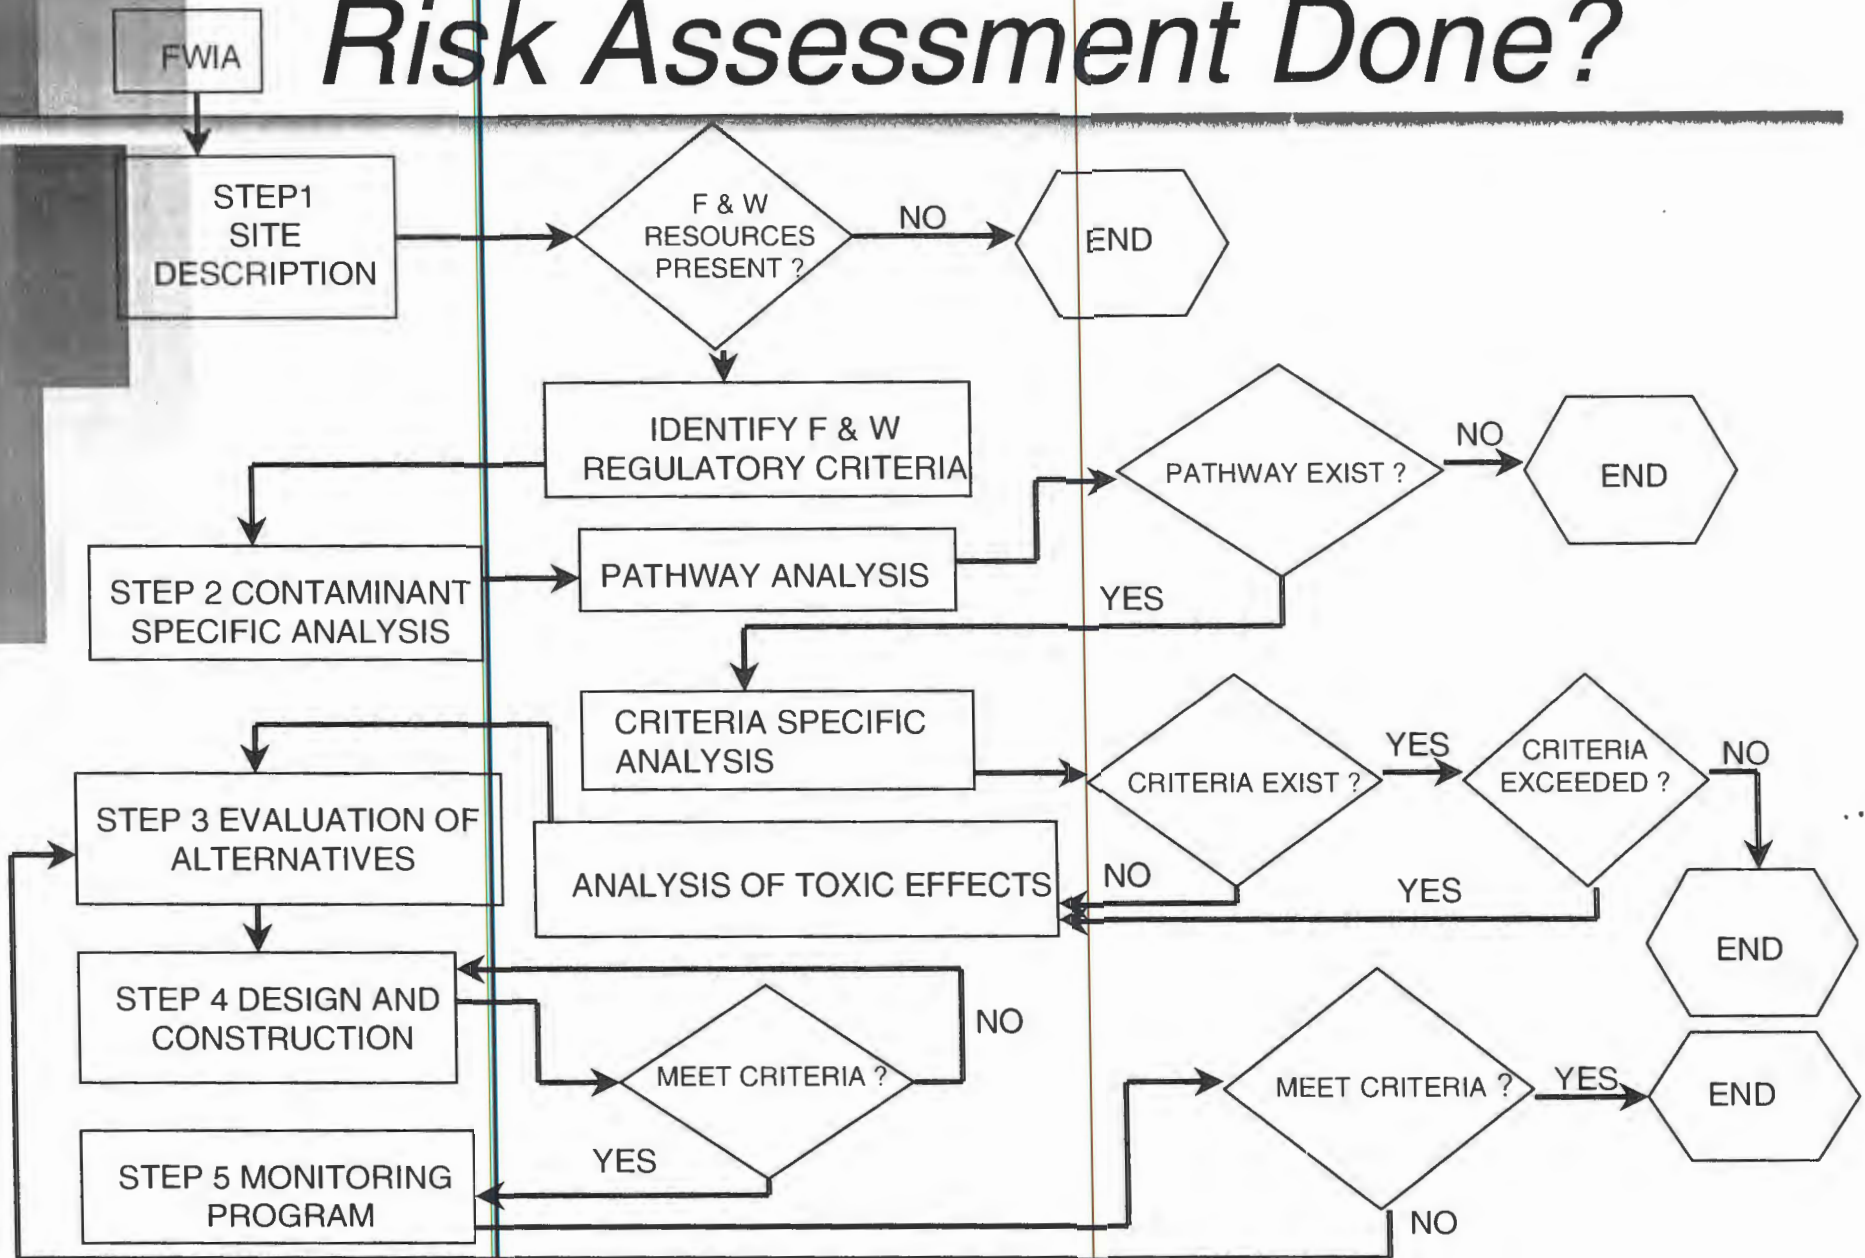 Risk Assessment Done?
FWIA
STEP1
SITE
DESCRIPTION
F & W
RESOURCES
PRESENT ?
NO
END
IDENTIFY F & W
REGULATORY CRITERIA
PATHWAY EXIST ?
NO
END
STEP 2 CONTAMINANT
SPECIFIC ANALYSIS
PATHWAY ANALYSIS
YES
CRITERIA SPECIFIC
ANALYSIS
CRITERIA EXIST ?
YES
CRITERIA
EXCEEDED ?
NO
STEP 3 EVALUATION OF
ALTERNATIVES
ANALYSIS OF TOXIC EFFECTS
NO
YES
END
STEP 4 DESIGN AND
CONSTRUCTION
NO
MEET CRITERIA ?
MEET CRITERIA ?
YES
END
YES
STEP 5 MONITORING
PROGRAM
NO